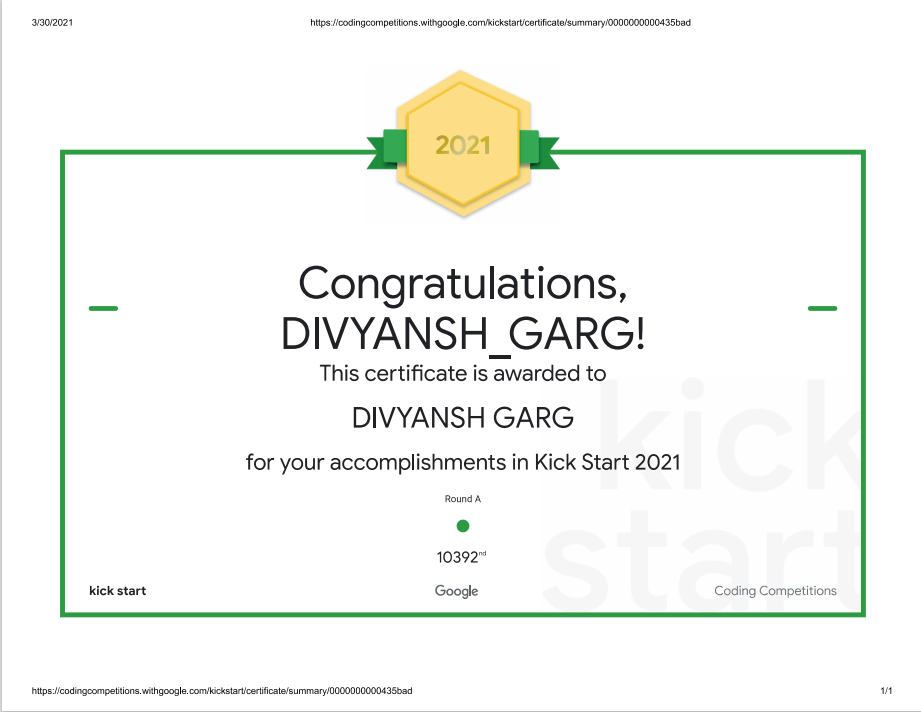 3/30/2021 https://codingcompetitions.withgoogle.com/kickstart/certificate/summary/0000000000435bad
2021
Congratulations,
DIVYANSH_GARG!
This certificate is awarded to
DIVYANSH GARG
for your accomplishments in Kick Start 2021
Round A
10392nd
kick start Google Coding Competitions
kick
start
https://codingcompetitions.withgoogle.com/kickstart/certificate/summary/0000000000435bad 1/1